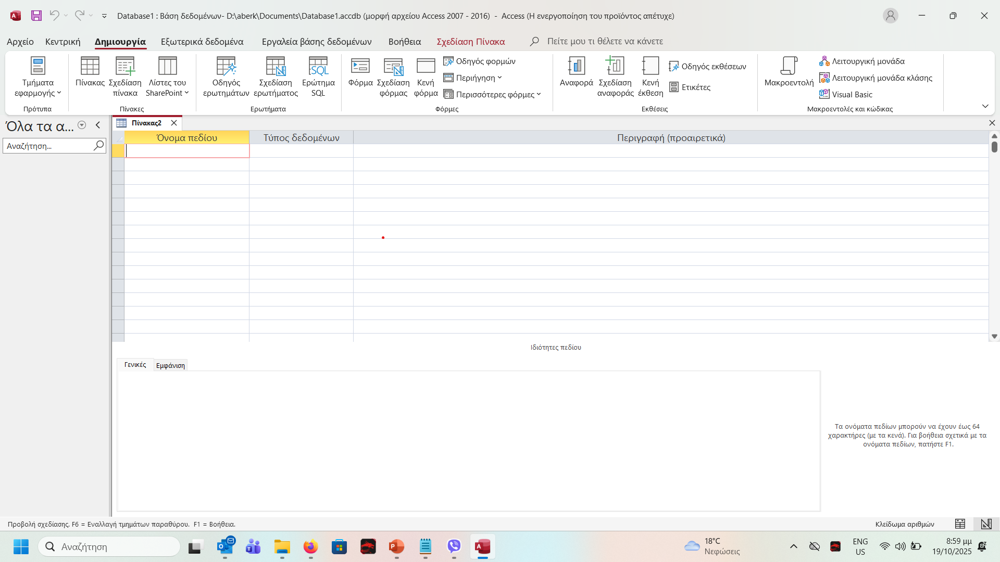 Database1 : Βάση δεδομένων- D:\aberk\Documents\Database1.accdb (μορφή αρχείου Access 2007 - 2016)  -  Access (Η ενεργοποίηση του προϊόντος απέτυχε)
Αρχείο Κεντρική Δημιουργία Εξωτερικά δεδομένα Εργαλεία βάσης δεδομένων Βοήθεια Σχεδίαση Πίνακα Πείτε μου τι θέλετε να κάνετε
Τμήματα εφαρμογής
Πρότυπα
Πίνακας
Σχεδίαση πίνακα
Λίστες του SharePoint
Πίνακες
Οδηγός ερωτημάτων
Σχεδίαση ερωτήματος
Ερώτημα SQL
Ερωτήματα
Φόρμα
Σχεδίαση φόρμας
Κενή φόρμα
Οδηγός φορμών
Περιήγηση
Περισσότερες φόρμες
Φόρμες
Αναφορά
Σχεδίαση αναφοράς
Κενή έκθεση
Οδηγός εκθέσεων
Ετικέτες
Εκθέσεις
Μακροεντολή
Λειτουργική μονάδα
Λειτουργική μονάδα κλάσης
Visual Basic
Μακροεντολές και κώδικας
Όλα τα α...
Αναζήτηση...
Πίνακας2
Όνομα πεδίου Τύπος δεδομένων Περιγραφή (προαιρετικά)
Ιδιότητες πεδίου
Γενικές Εμφάνιση
Τα ονόματα πεδίων μπορούν να έχουν έως 64
χαρακτήρες (με τα κενά). Για βοήθεια σχετικά με τα
ονόματα πεδίων, πατήστε F1.
Προβολή σχεδίασης. F6 = Εναλλαγή τμημάτων παραθύρου.  F1 = Βοήθεια.
Κλείδωμα αριθμών
Αναζήτηση
18°C
Νεφώσεις
ENG
US
8:59 μμ
19/10/2025